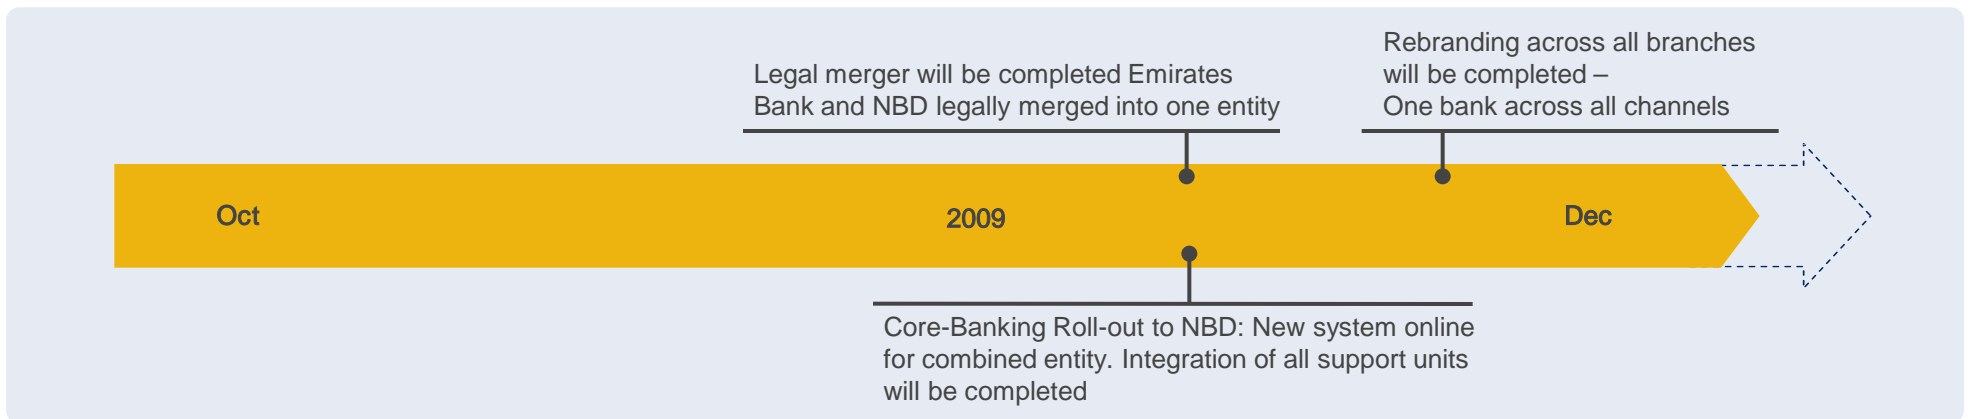 Legal merger will be completed Emirates
Bank and NBD legally merged into one entity
Rebranding across all branches
will be completed –
One bank across all channels
Oct
2009
Dec
Core-Banking Roll-out to NBD: New system online
for combined entity. Integration of all support units
will be completed